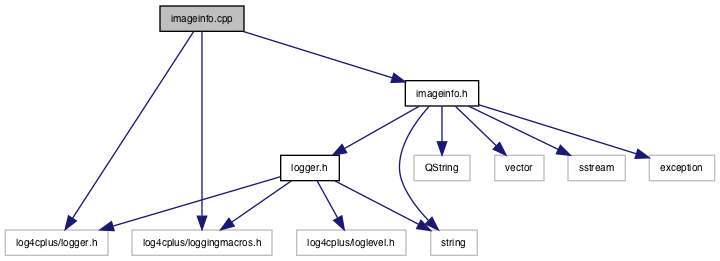 imageinfo.cpp
imageinfo.h
logger.h
QString
vector
sstream
exception
log4cplus/logger.h
log4cplus/loggingmacros.h
log4cplus/loglevel.h
string